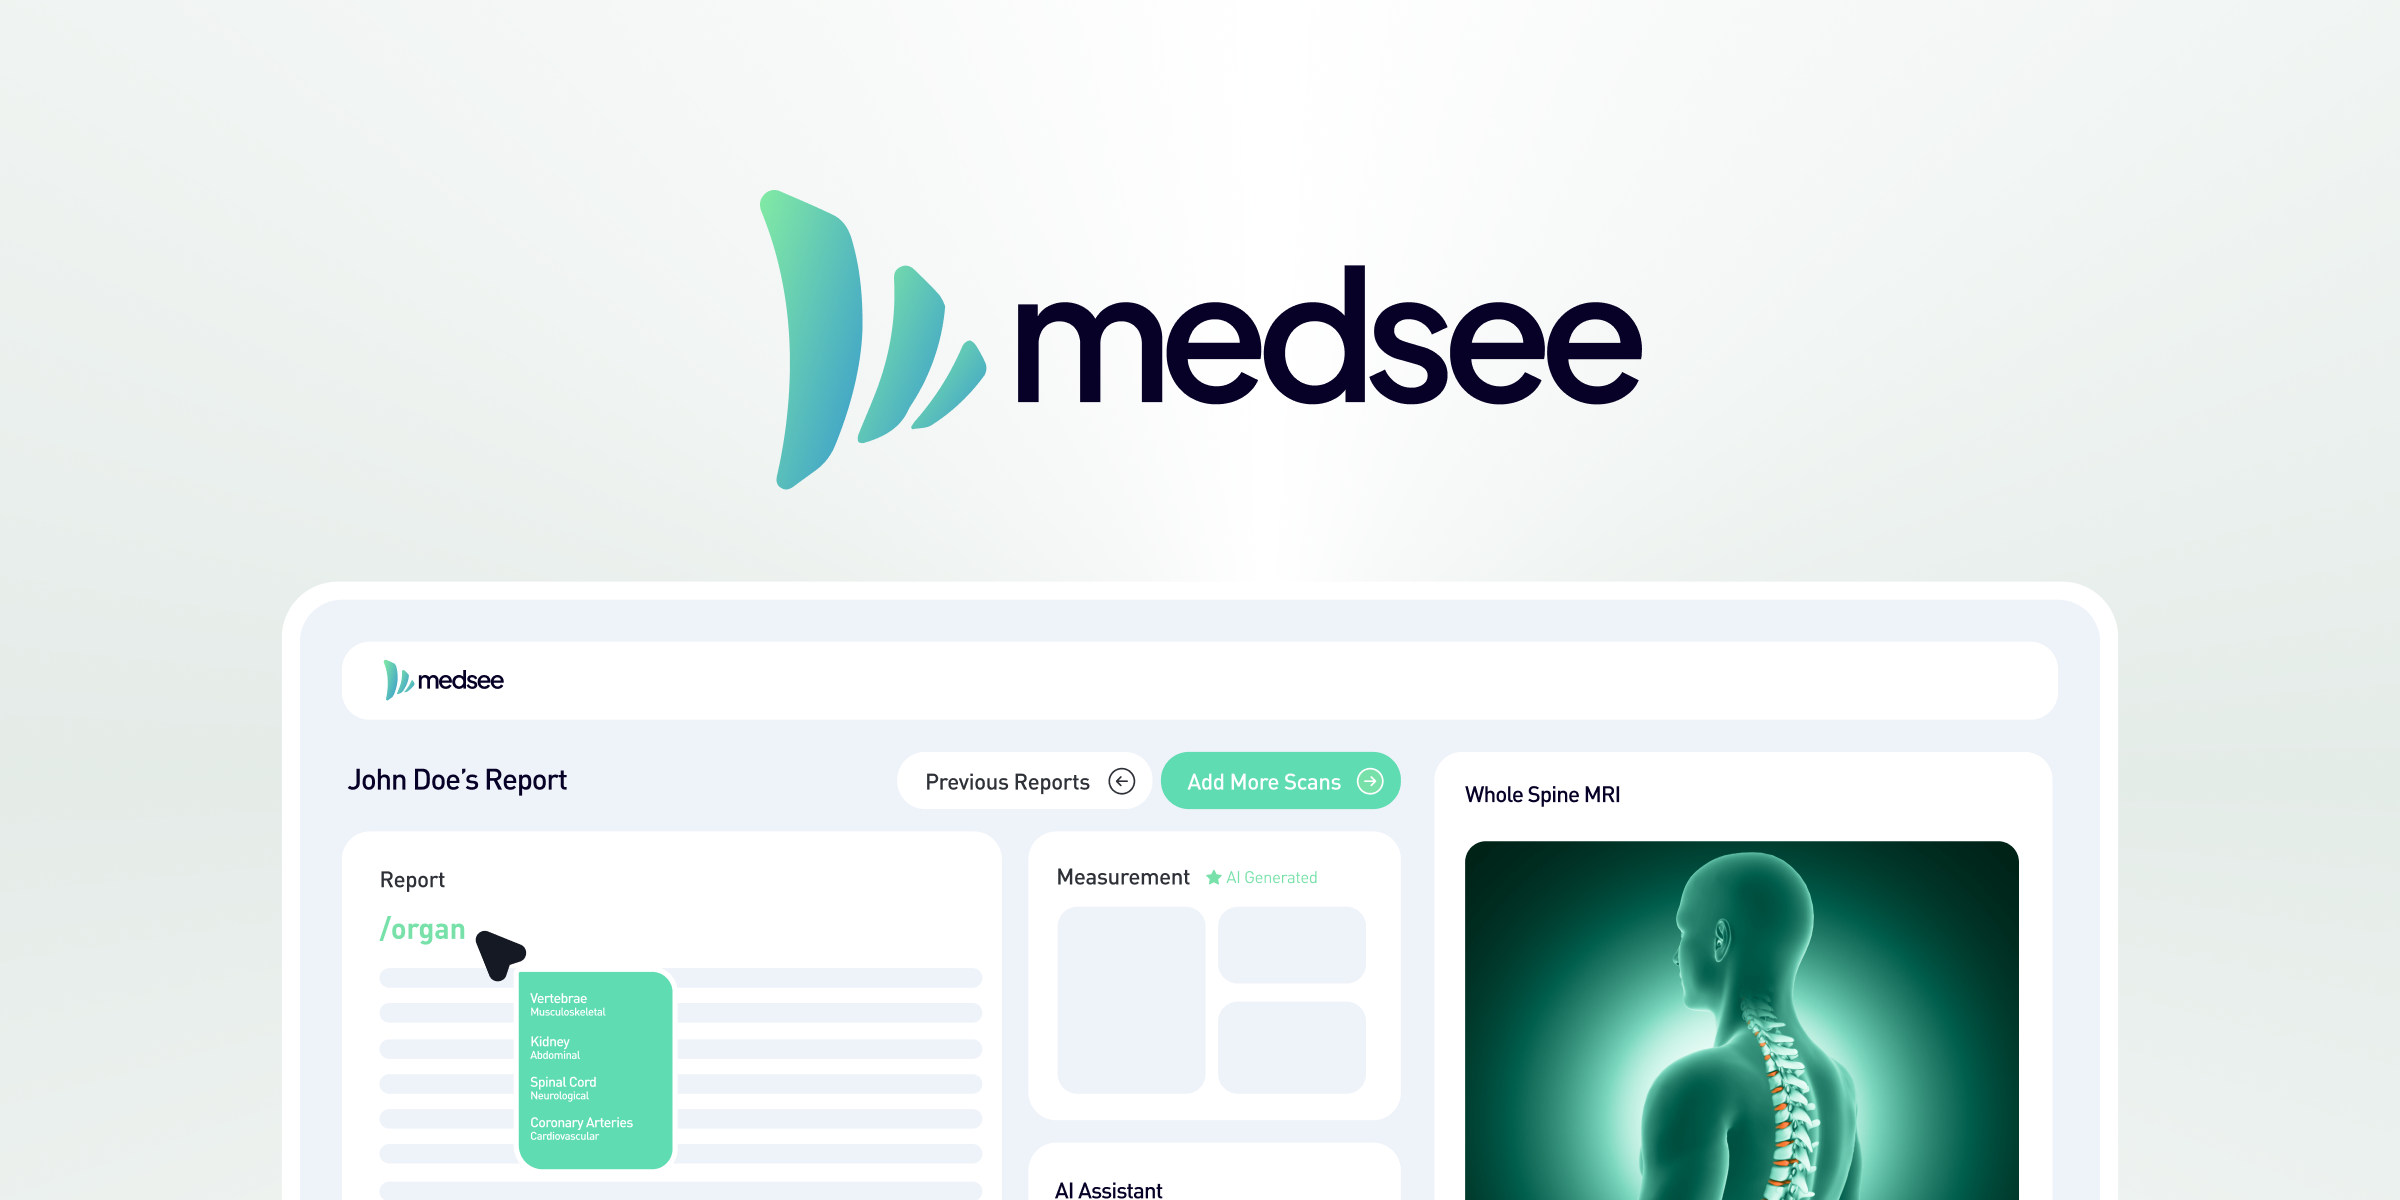 medsee
medsee
John Doe’s Report
Previous Reports
Add More Scans
Whole Spine MRI
Report
/organ
Vertebrae
Musculoskeletal
Kidney
Abdominal
Spinal Cord
Neurological
Coronary Arteries
Cardiovascular
Measurement
AI Generated
AI Assistant